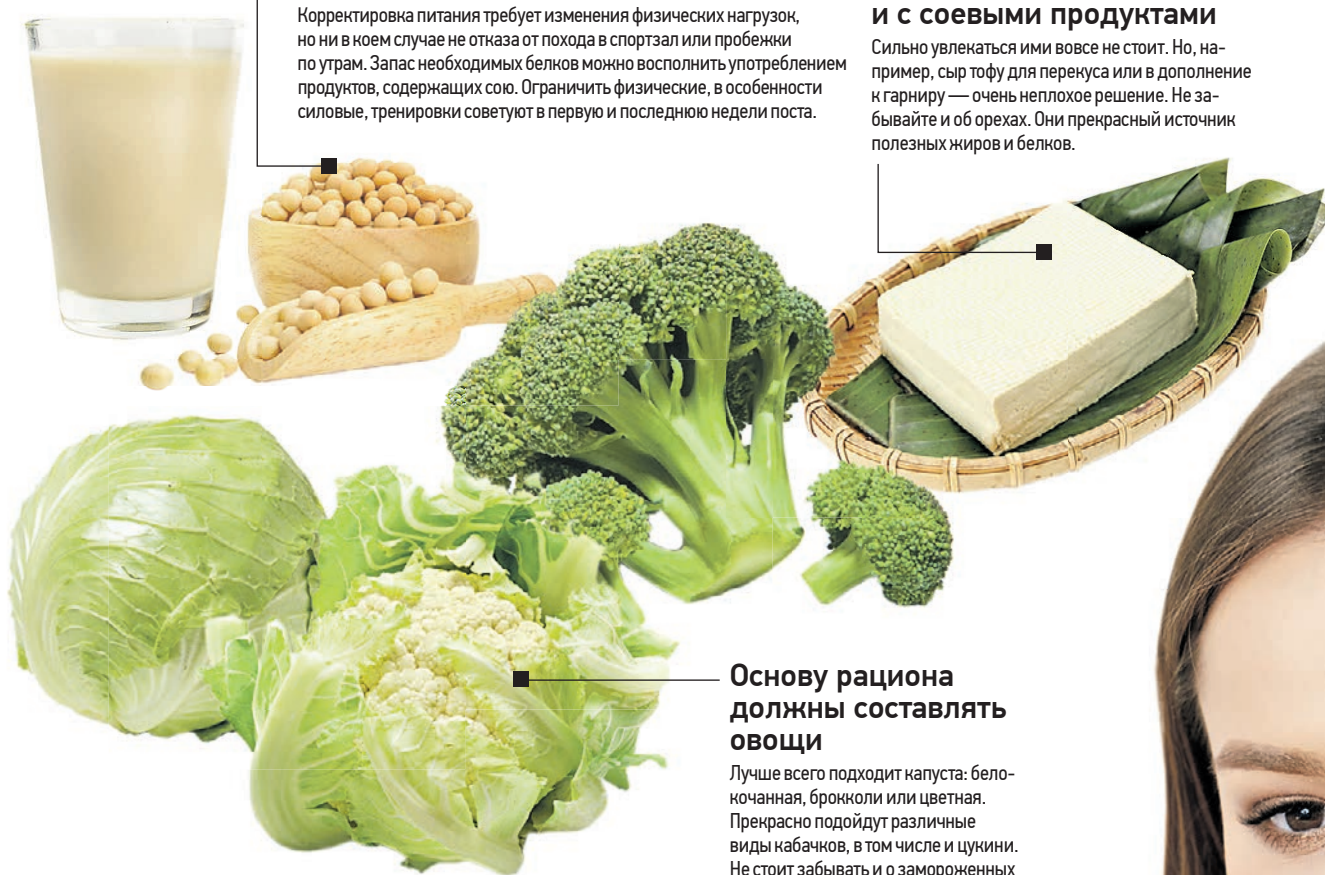 Корректировка питания требует изменения физических нагрузок,
но ни в коем случае не отказа от похода в спортзал или пробежки
по утрам. Запас необходимых белков можно восполнить употреблением
продуктов, содержащих сою. Ограничить физические, в особенности
силовые, тренировки советуют в первую и последнюю недели поста.
и с соевыми продуктами
Сильно увлекаться ими вовсе не стоит. Но, на-
пример, сыр тофу для перекуса или в дополнение
к гарниру — очень неплохое решение. Не за-
бывайте и об орехах. Они прекрасный источник
полезных жиров и белков.
Основу рациона
должны составлять
овощи
Лучше всего подходит капуста: бело-
кочанная, брокколи или цветная.
Прекрасно подойдут различные
виды кабачков, в том числе и цукини.
Не стоит забывать и о замороженных